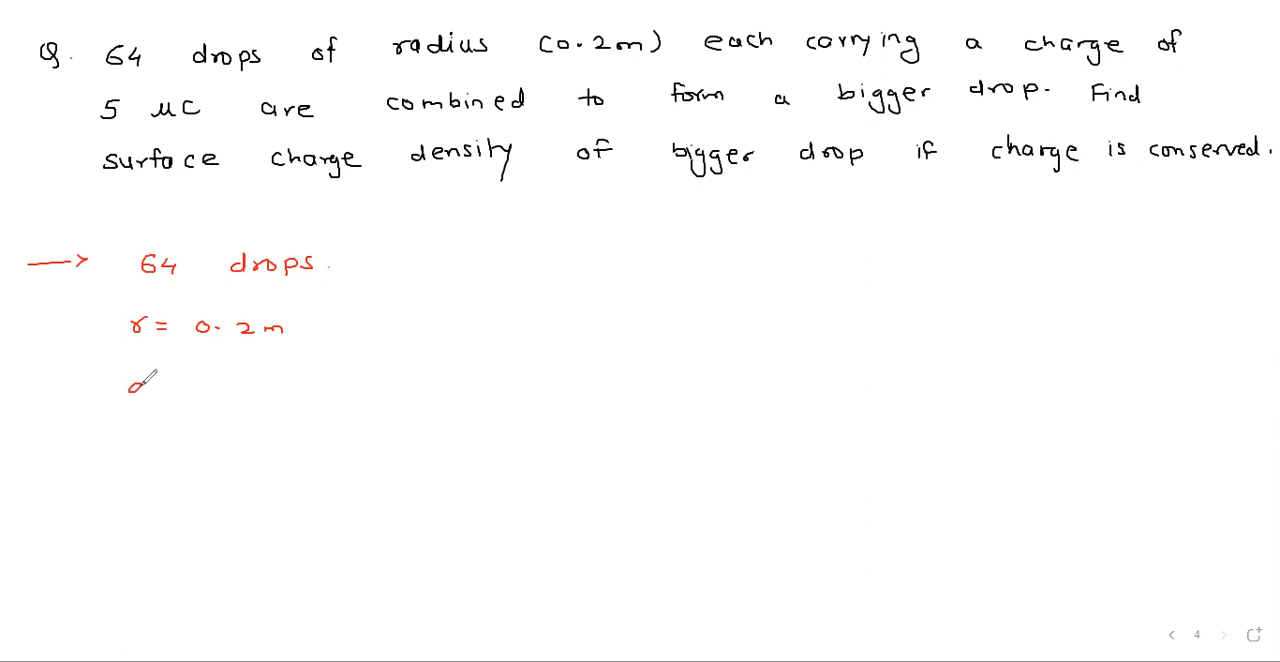 Q. 64 drops of radius (0.2m) each carrying a charge of
5 μC are combined to form a bigger drop. Find
surface charge density of bigger drop if charge is conserved.
→ 64 drops.
r = 0.2m
< 4 >